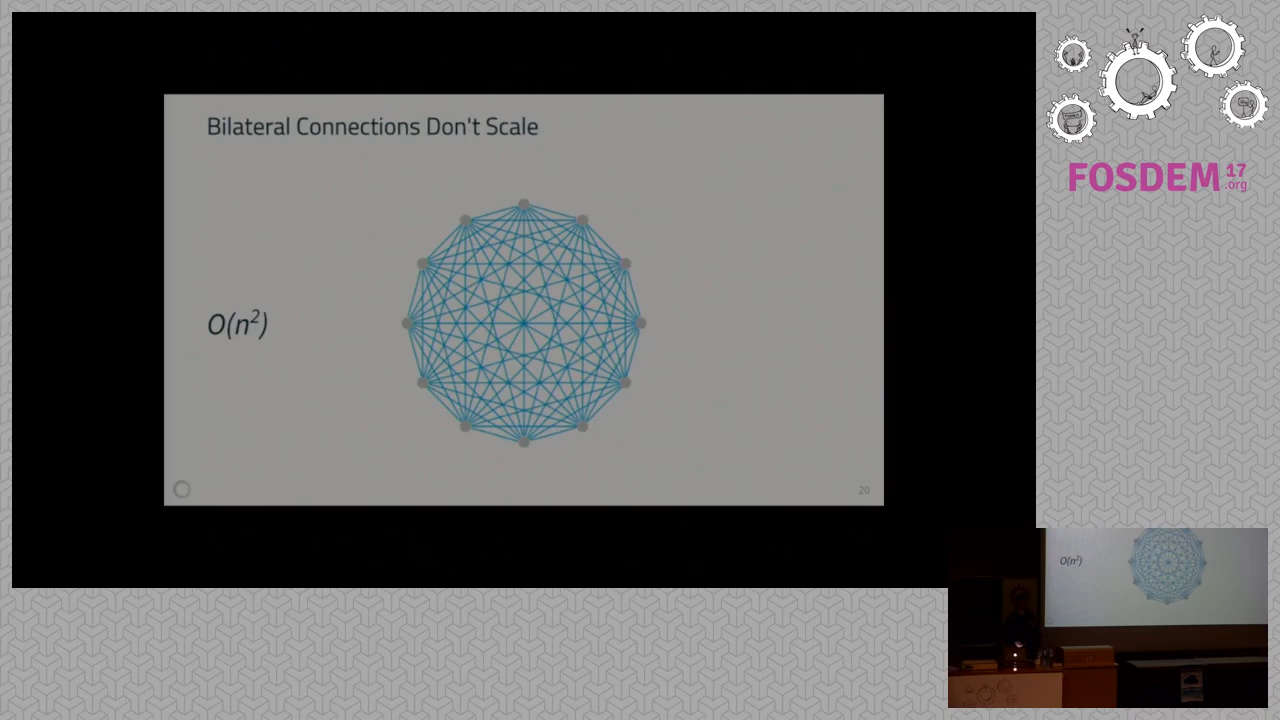 Bilateral Connections Don't Scale
O(n²)
20
FOSDEM 17
.org
O(n²)